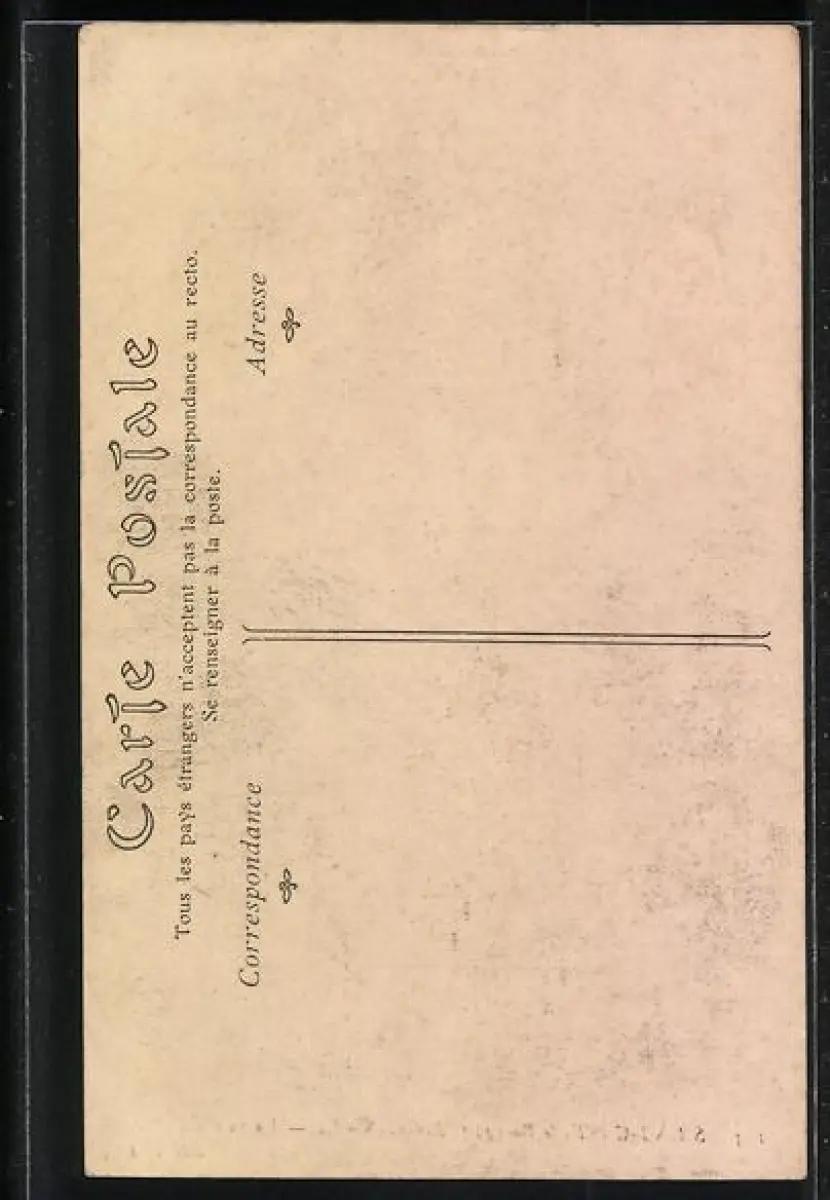 Carte Postale
Tous les pays étrangers n'acceptent pas la correspondance au recto.
Se renseigner à la poste.
Correspondance
Adresse